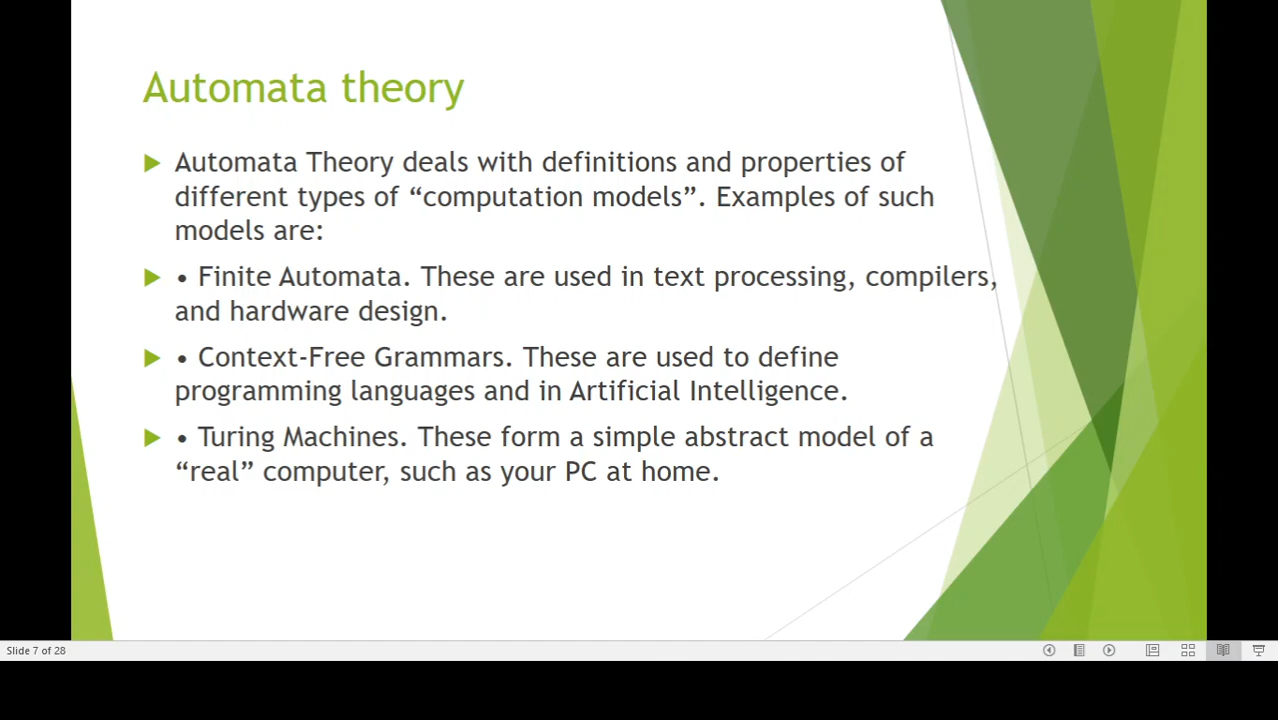 Automata theory
Automata Theory deals with definitions and properties of
different types of “computation models”. Examples of such
models are:
• Finite Automata. These are used in text processing, compilers,
and hardware design.
• Context-Free Grammars. These are used to define
programming languages and in Artificial Intelligence.
• Turing Machines. These form a simple abstract model of a
“real” computer, such as your PC at home.
Slide 7 of 28